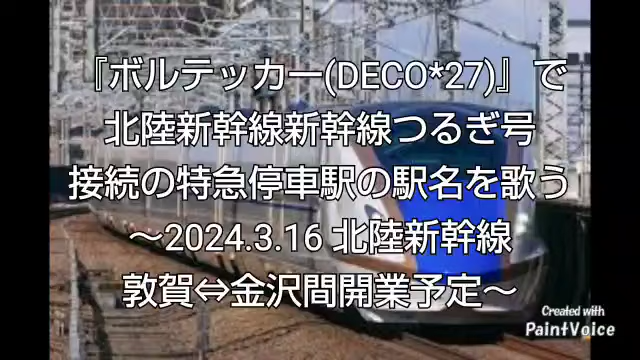 『ボルテッカー(DECO*27)』で
北陸新幹線新幹線つるぎ号
接続の特急停車駅の駅名を歌う
～2024.3.16 北陸新幹線
敦賀⇔金沢間開業予定～
Created with
PaintVoice